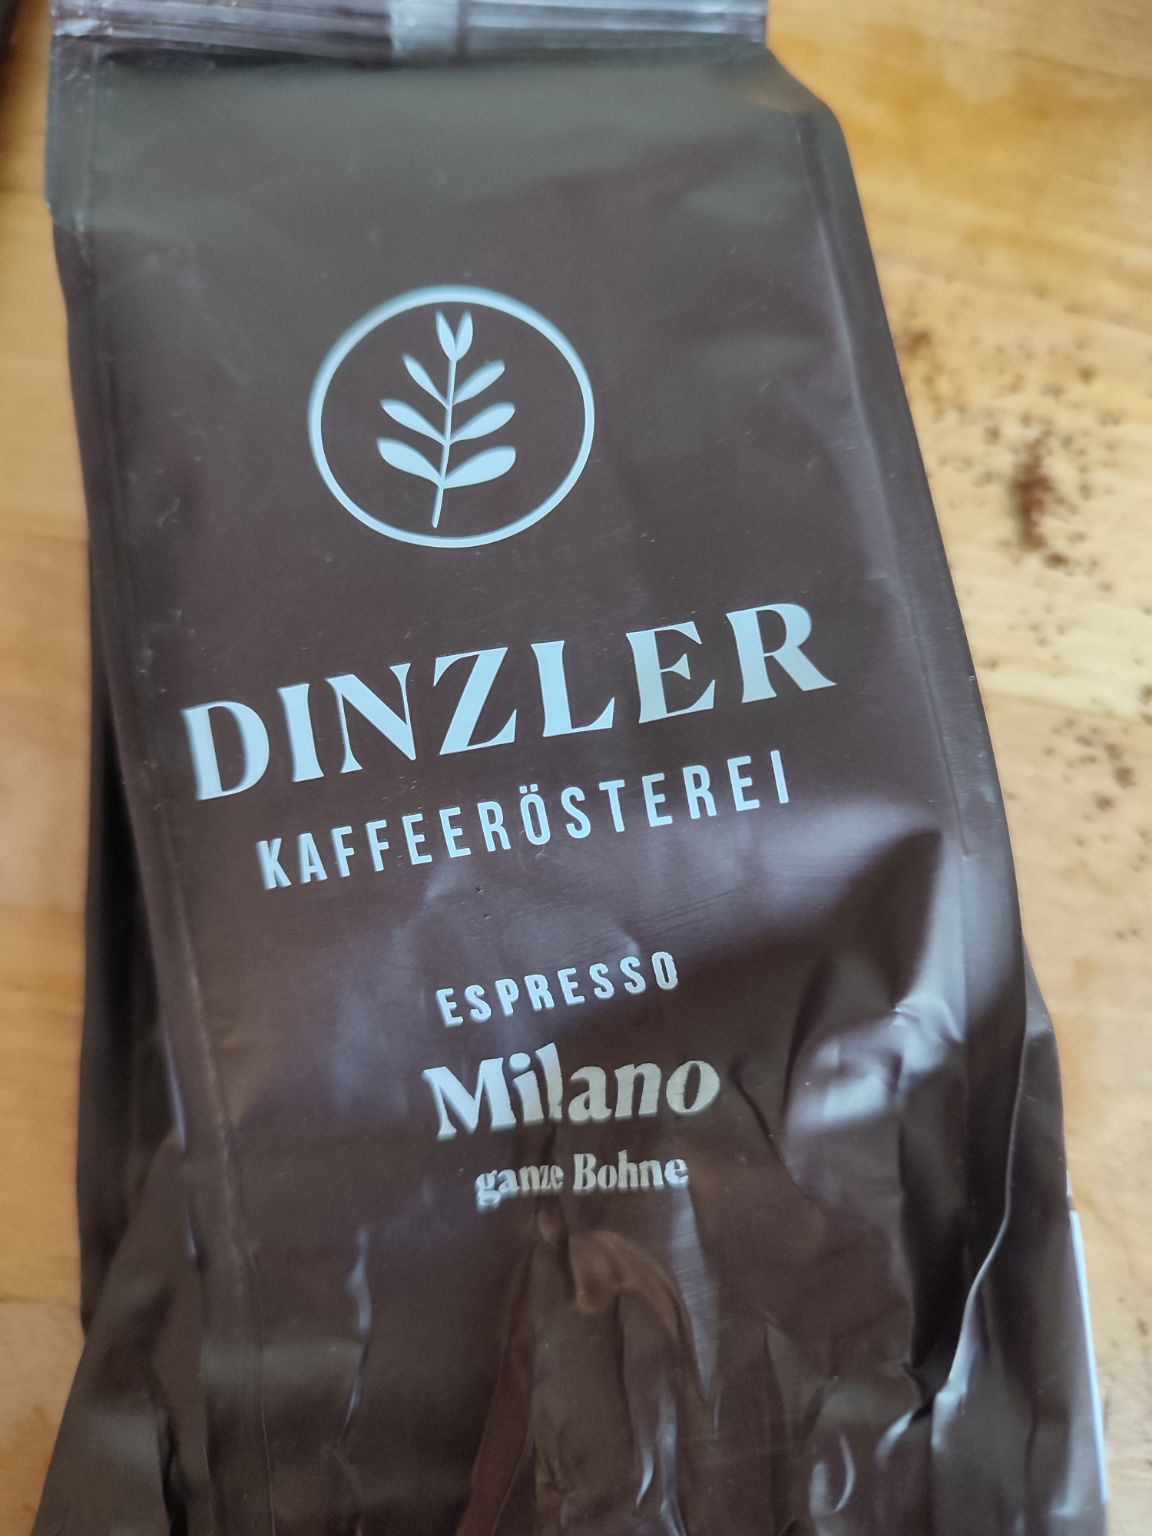 DINZLER
KAFFEERÖSTEREI
ESPRESSO
Milano
ganze Bohne